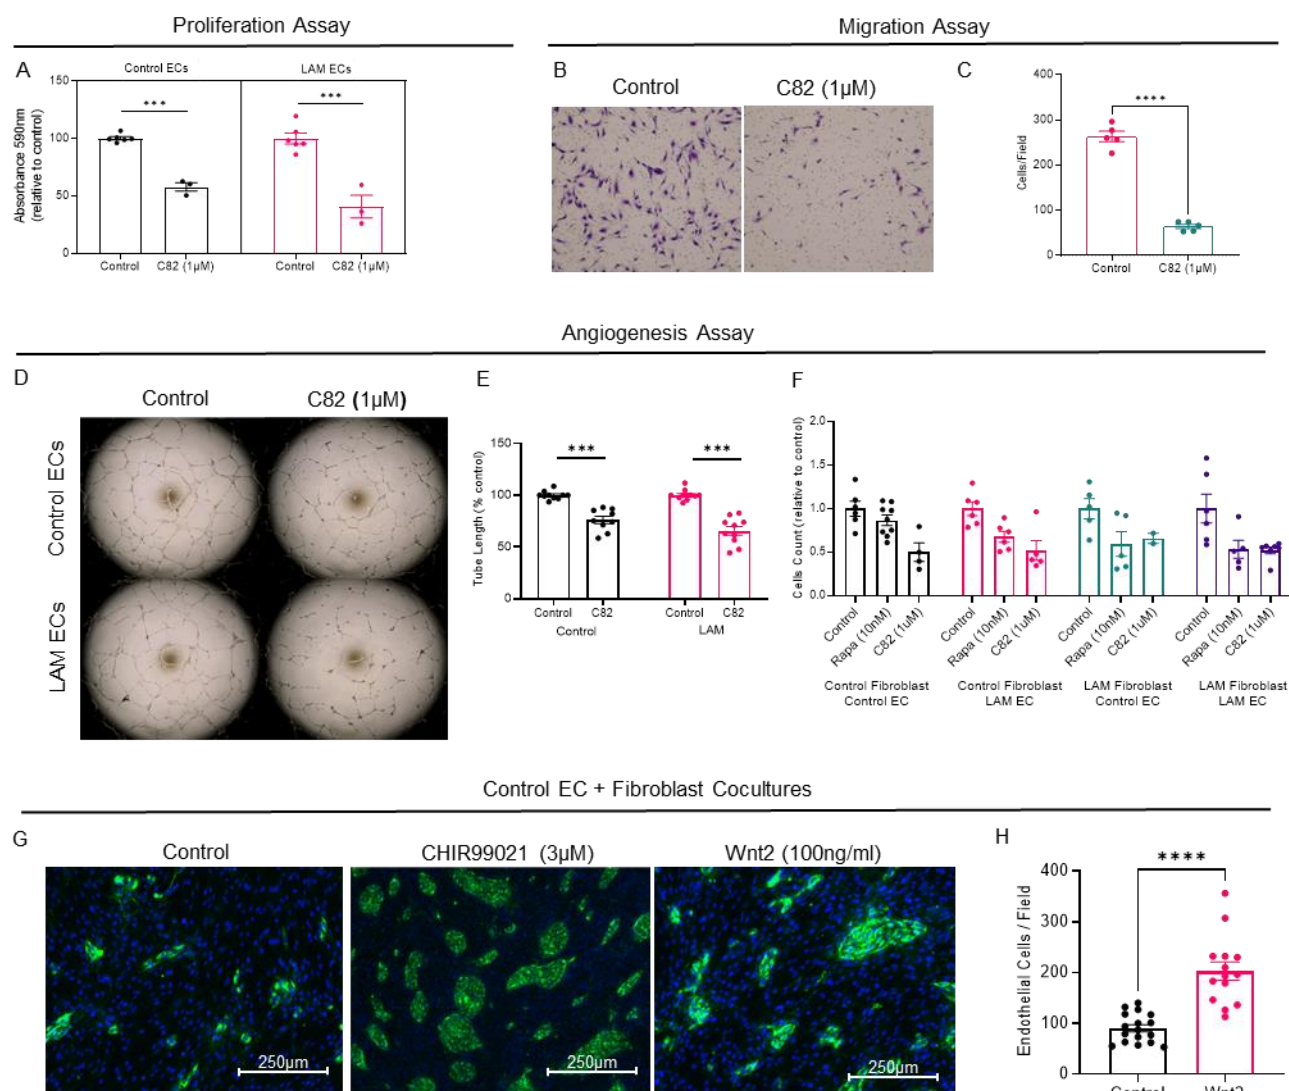 Proliferation Assay
Migration Assay
A
Control ECs
LAM ECs
150
100
50
0
Absorbance 590nm
(relative to control)
***
***
Control
C82 (1µM)
Control
C82 (1µM)
B
Control
C82 (1µM)
C
400
300
200
100
0
Cells/Field
****
Control
C82 (1µM)
Angiogenesis Assay
D
Control
C82 (1µM)
Control ECs
LAM ECs
E
150
100
50
0
Tube Length (% control)
***
***
Control
C82
Control
C82
Control
LAM
F
2.0
1.5
1.0
0.5
0.0
Cells Count (relative to control)
Control
Rapa (10nM)
C82 (1uM)
Control
Rapa (10nM)
C82 (1uM)
Control
Rapa (10nM)
C82 (1uM)
Control
Rapa (10nM)
C82 (1uM)
Control Fibroblast
Control EC
Control Fibroblast
LAM EC
LAM Fibroblast
Control EC
LAM Fibroblast
LAM EC
Control EC + Fibroblast Cocultures
G
Control
CHIR99021 (3µM)
Wnt2 (100ng/ml)
250µm
250µm
250µm
H
400
300
200
100
0
Endothelial Cells / Field
****
Control
Wnt2